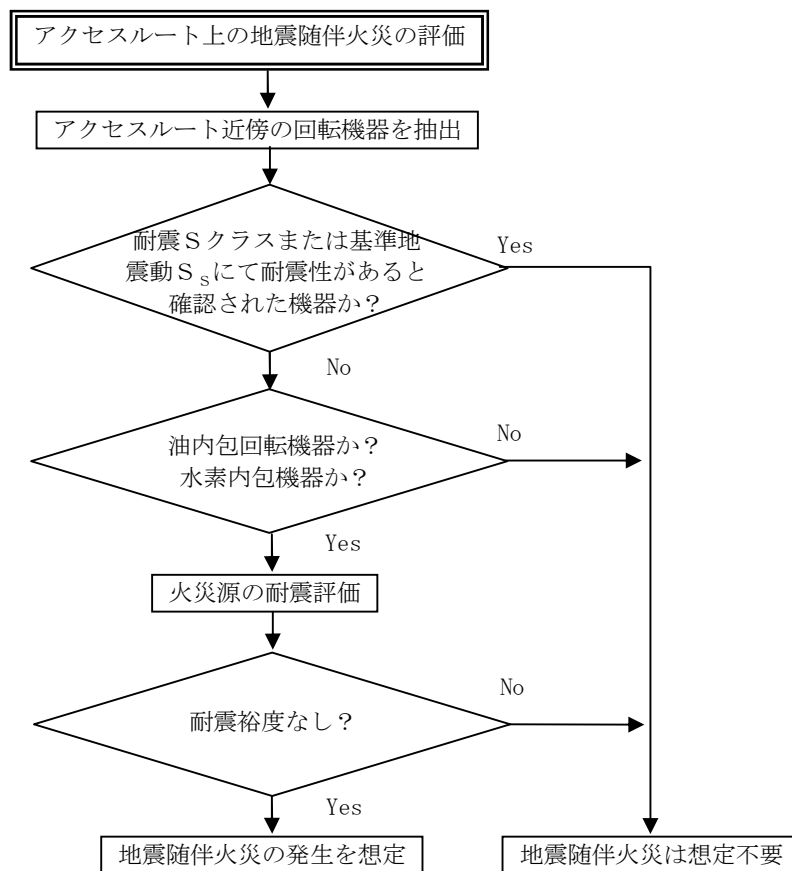 アクセスルート上の地震随伴火災の評価
アクセスルート近傍の回転機器を抽出
耐震Sクラスまたは基準地
震動Ssにて耐震性があると
確認された機器か?
Yes
No
油内包回転機器か?
水素内包機器か?
No
Yes
火災源の耐震評価
耐震裕度なし?
No
Yes
地震随伴火災の発生を想定
地震随伴火災は想定不要